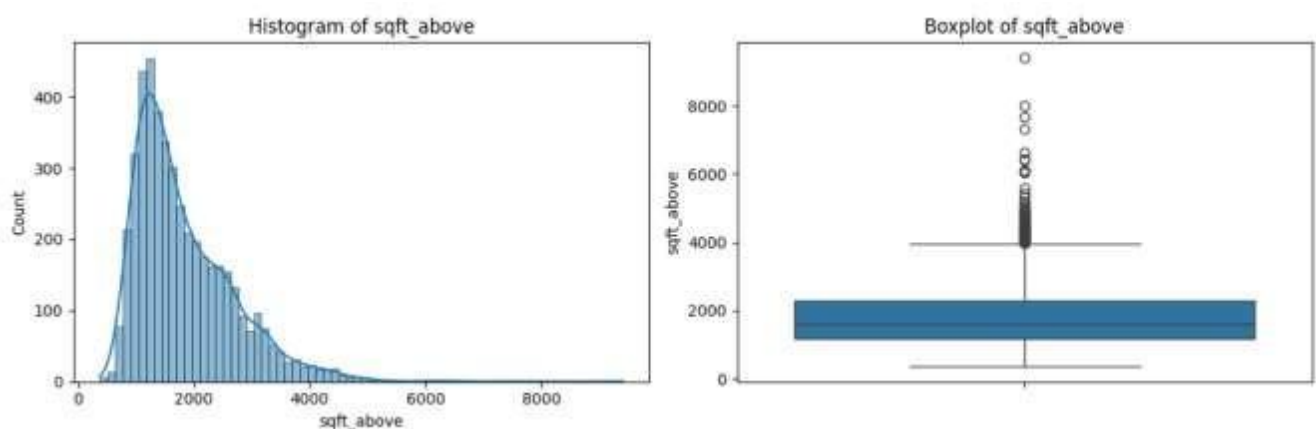 Histogram of sqft_above
Count
400
300
200
100
0
0 2000 4000 6000 8000
sqft_above
Boxplot of sqft_above
sqft_above
8000
6000
4000
2000
0